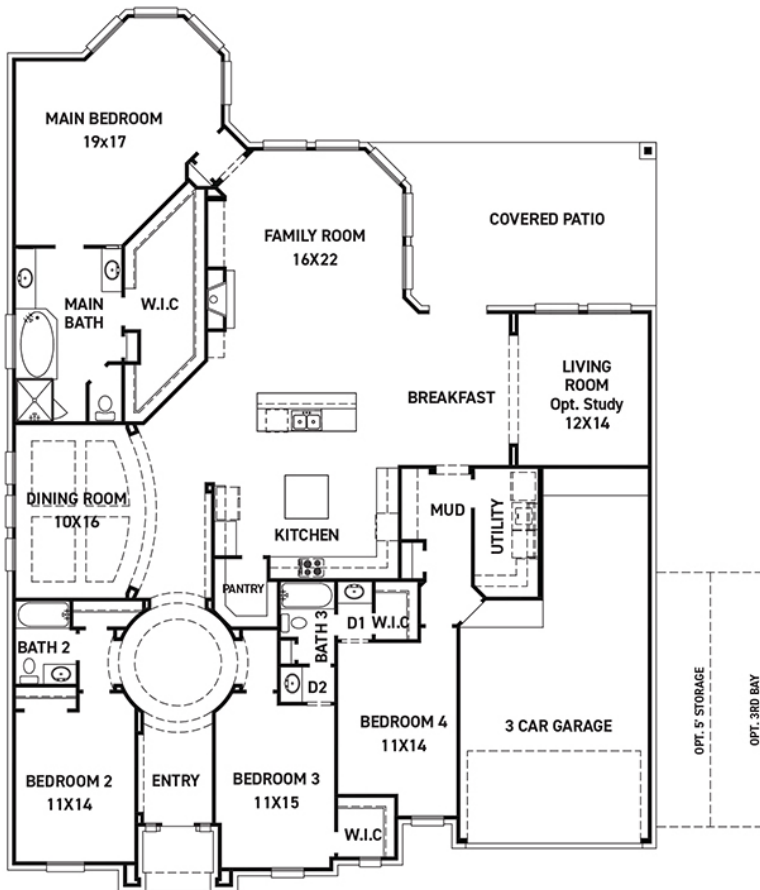 MAIN BEDROOM
19x17
FAMILY ROOM
16X22
COVERED PATIO
MAIN
BATH
W.I.C
LIVING
ROOM
Opt. Study
12X14
BREAKFAST
DINING ROOM
10X16
KITCHEN
MUD
UTILITY
PANTRY
BATH 2
BATH 3
D1
W.I.C
D2
BEDROOM 4
11X14
3 CAR GARAGE
OPT. 5' STORAGE
OPT. 3RD BAY
BEDROOM 2
11X14
ENTRY
BEDROOM 3
11X15
W.I.C